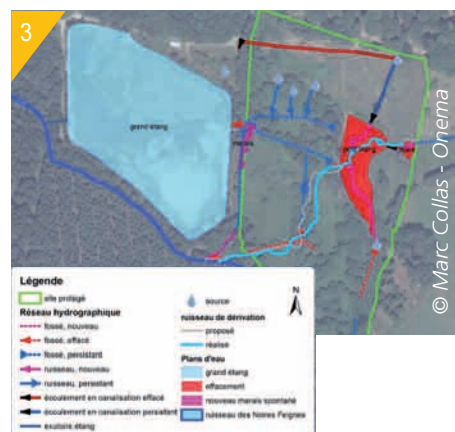 3
grand étang
© Marc Collas - Onema
Légende
site protégé
Réseau hydrographique
fossé, nouveau
fossé, effacé
fossé, persistant
ruisseau, nouveau
ruisseau, persistant
écoulement en canalisation effacé
écoulement en canalisation persistant
exutoire étang
source
N
ruisseau de dérivation
proposé
réalisé
Plans d'eau
grand étang
effacement
nouveau marais spontané
ruisseau des Noires Feignes